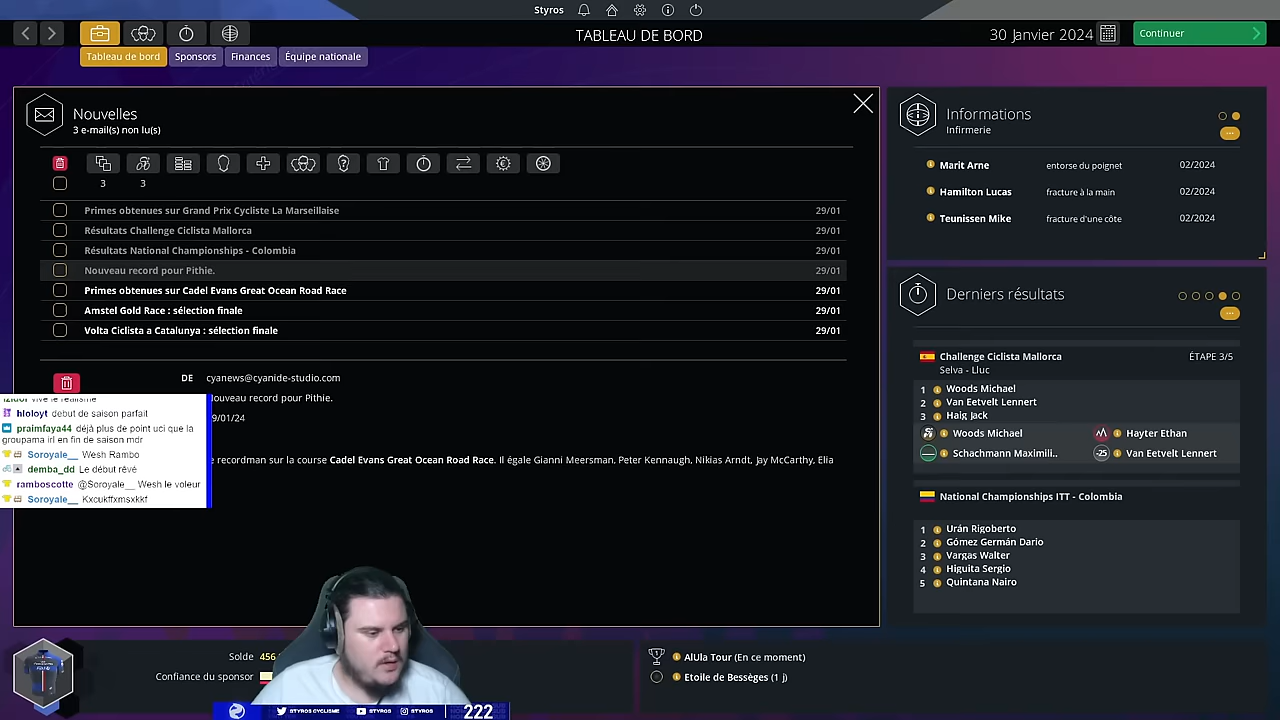 Styros
TABLEAU DE BORD
30 Janvier 2024
Continuer
Tableau de bord
Sponsors
Finances
Équipe nationale
Nouvelles
3 e-mail(s) non lu(s)
3
3
Primes obtenues sur Grand Prix Cycliste La Marseillaise 29/01
Résultats Challenge Ciclista Mallorca 29/01
Résultats National Championships - Colombia 29/01
Nouveau record pour Pithie. 29/01
Primes obtenues sur Cadel Evans Great Ocean Road Race 29/01
Amstel Gold Race : sélection finale 29/01
Volta Ciclista a Catalunya : sélection finale 29/01
DE cyanews@cyanide-studio.com
ouveau record pour Pithie.
9/01/24
e recordman sur la course Cadel Evans Great Ocean Road Race. Il égale Gianni Meersman, Peter Kennaugh, Nikias Arndt, Jay McCarthy, Elia
vive le réalisme
hloloyt debut de saison parfait
praimfaya44 déjà plus de point uci que la
groupama irl en fin de saison mdr
Soroyale__ Wesh Rambo
demba_dd Le début rêvé
ramboscotte @Soroyale__ Wesh le voleur
Soroyale__ Kxcukffxmsxkkf
Informations
Infirmerie
Marit Arne entorse du poignet 02/2024
Hamilton Lucas fracture à la main 02/2024
Teunissen Mike fracture d'une côte 02/2024
Derniers résultats
Challenge Ciclista Mallorca ÉTAPE 3/5
Selva - Lluc
1 Woods Michael
2 Van Eetvelt Lennert
3 Haig Jack
Woods Michael Hayter Ethan
Schachmann Maximili.. -25 Van Eetvelt Lennert
National Championships ITT - Colombia
1 Urán Rigoberto
2 Gómez Germán Dario
3 Vargas Walter
4 Higuita Sergio
5 Quintana Nairo
Solde 456
Confiance du sponsor
AlUla Tour (En ce moment)
Etoile de Bessèges (1 j)
STYROS CYCLISME STYROS STYROS 222